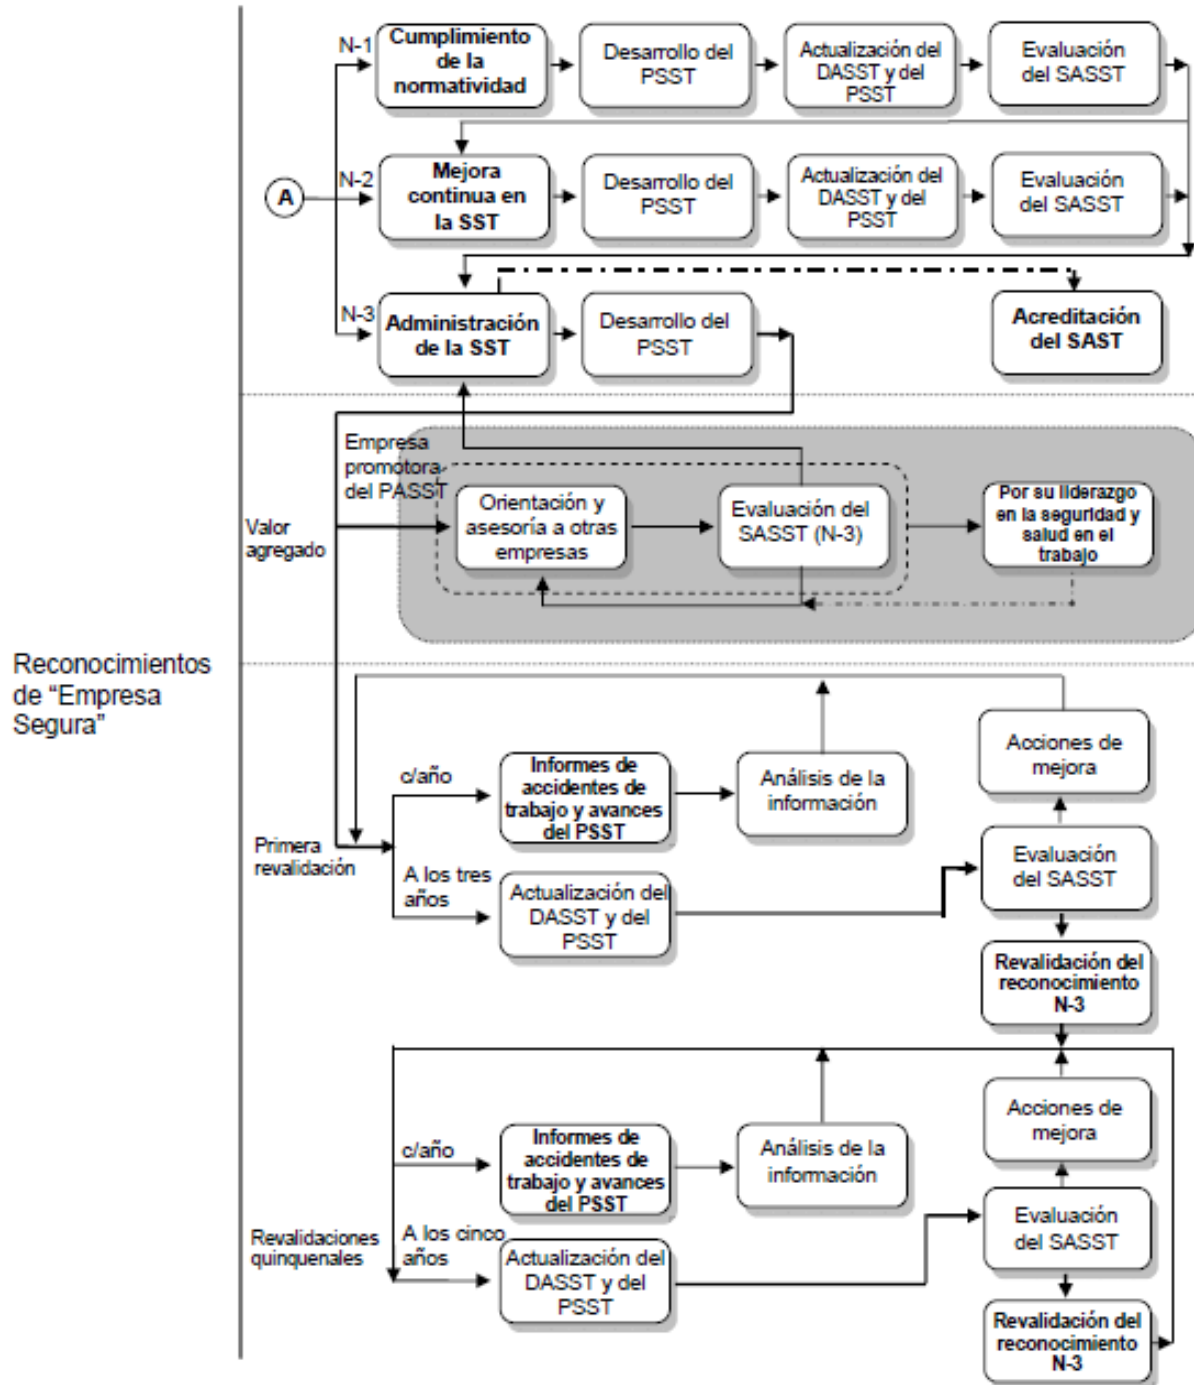 N-1
Cumplimiento
de la
normatividad
Desarrollo del
PSST
Actualización del
DASST y del
PSST
Evaluación
del SASST
A
N-2
Mejora
continua en
la SST
Desarrollo del
PSST
Actualización del
DASST y del
PSST
Evaluación
del SASST
N-3
Administración
de la SST
Desarrollo del
PSST
Acreditación
del SAST
Empresa
promotora
del PASST
Valor
agregado
Orientación y
asesoría a otras
empresas
Evaluación del
SASST (N-3)
Por su liderazgo
en la seguridad y
salud en el
trabajo
Reconocimientos
de “Empresa
Segura”
Primera
revalidación
c/año
Informes de
accidentes de
trabajo y avances
del PSST
Análisis de la
información
Acciones de
mejora
A los tres
años
Actualización del
DASST y del
PSST
Evaluación
del SASST
Revalidación del
reconocimiento
N-3
Revalidaciones
quinquenales
c/año
Informes de
accidentes de
trabajo y avances
del PSST
Análisis de la
información
Acciones de
mejora
A los cinco
años
Actualización del
DASST y del
PSST
Evaluación
del SASST
Revalidación del
reconocimiento
N-3